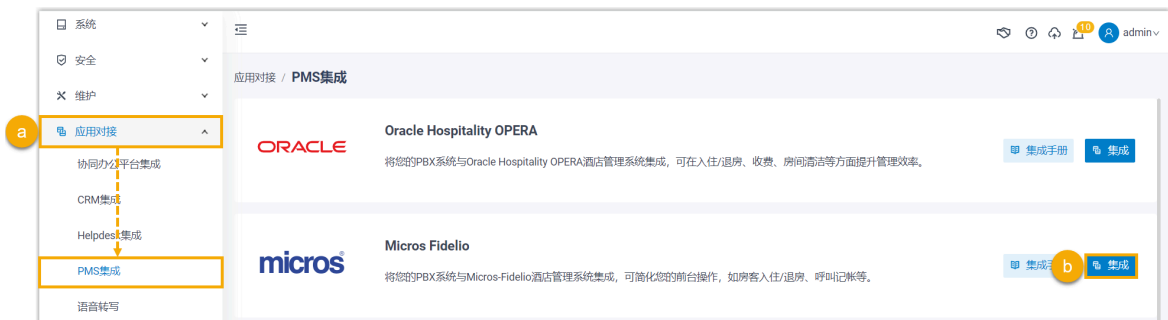 系统
10
admin
安全
应用对接 / PMS集成
维护
a
应用对接
ORACLE
Oracle Hospitality OPERA
将您的PBX系统与Oracle Hospitality OPERA酒店管理系统集成，可在入住/退房、收费、房间清洁等方面提升管理效率。
集成手册
集成
协同办公平台集成
CRM集成
Helpdesk集成
PMS集成
语音转写
micros
Micros Fidelio
将您的PBX系统与Micros-Fidelio酒店管理系统集成，可简化您的前台操作，如房客入住/退房、呼叫记帐等。
集成手
b
集成